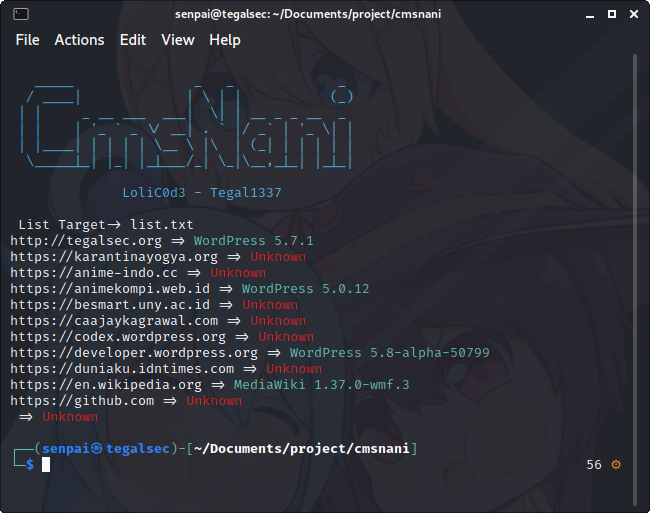 senpai@tegalsec: ~/Documents/project/cmsnani
File Actions Edit View Help
CmsNani
LoliC0d3 - Tegal1337
List Target-> list.txt
http://tegalsec.org => WordPress 5.7.1
https://karantinayogya.org => Unknown
https://anime-indo.cc => Unknown
https://animekompi.web.id => WordPress 5.0.12
https://besmart.uny.ac.id => Unknown
https://caajaykagrawal.com => Unknown
https://codex.wordpress.org => Unknown
https://developer.wordpress.org => WordPress 5.8-alpha-50799
https://duniaku.idntimes.com => Unknown
https://en.wikipedia.org => MediaWiki 1.37.0-wmf.3
https://github.com => Unknown
=> Unknown
┌──(senpai㉿tegalsec)-[~/Documents/project/cmsnani]
└─$ 56 ⚙